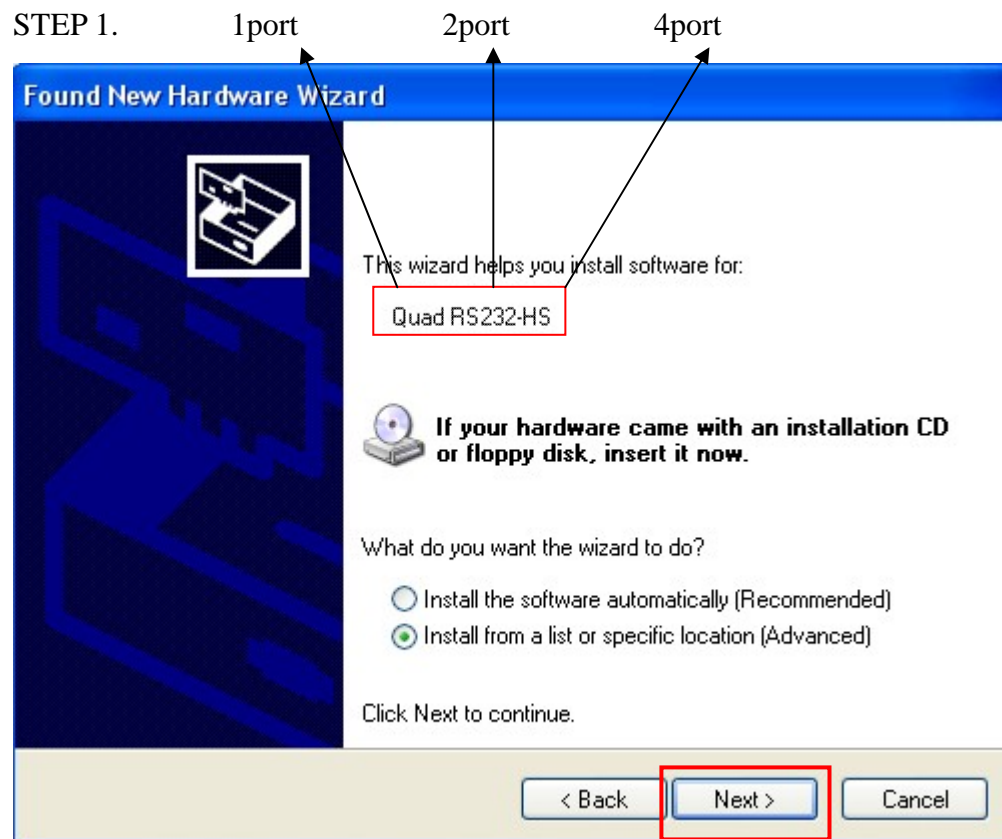 STEP 1. 1port 2port 4port
Found New Hardware Wizard
This wizard helps you install software for:
Quad RS232-HS
If your hardware came with an installation CD
or floppy disk, insert it now.
What do you want the wizard to do?
Install the software automatically (Recommended)
Install from a list or specific location (Advanced)
Click Next to continue.
< Back Next > Cancel